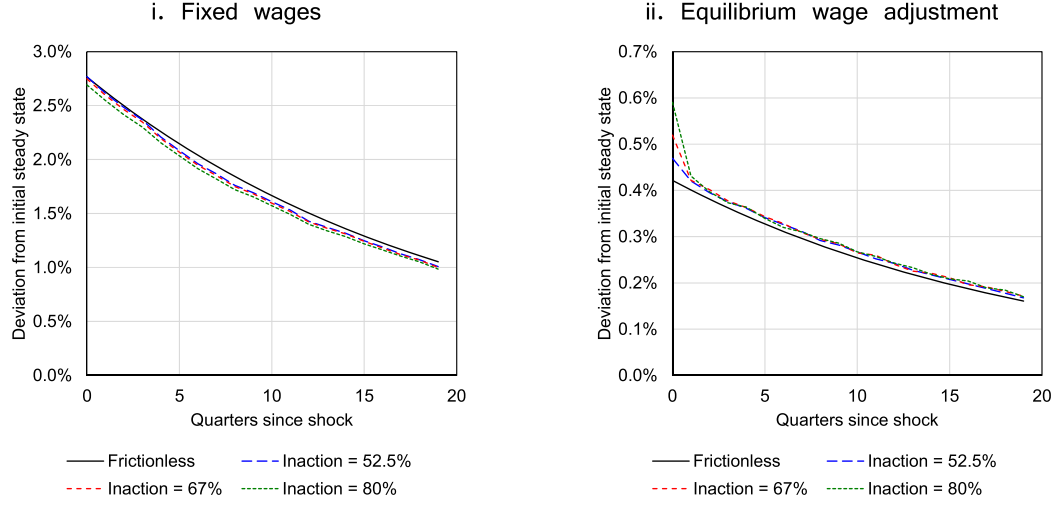 i. Fixed wages
3.0%
2.5%
2.0%
1.5%
1.0%
0.5%
0.0%
Deviation from initial steady state
0 5 10 15 20
Quarters since shock
Frictionless
Inaction = 52.5%
Inaction = 67%
Inaction = 80%
ii. Equilibrium wage adjustment
0.7%
0.6%
0.5%
0.4%
0.3%
0.2%
0.1%
0.0%
Deviation from initial steady state
0 5 10 15 20
Quarters since shock
Frictionless
Inaction = 52.5%
Inaction = 67%
Inaction = 80%